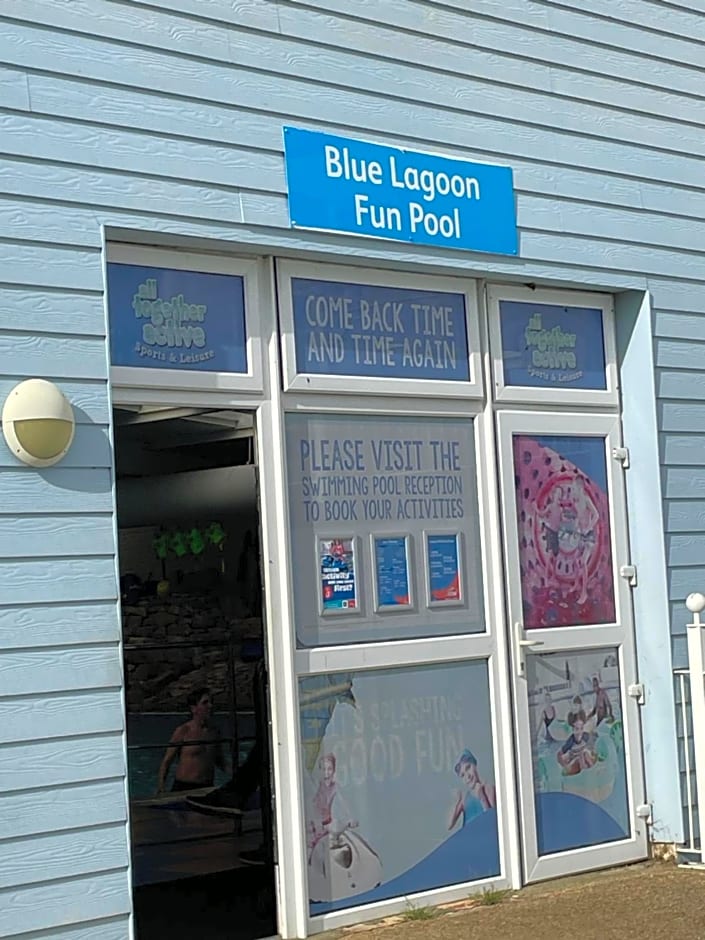 Blue Lagoon
Fun Pool
all
together
active
Sports & Leisure
COME BACK TIME
AND TIME AGAIN
all
together
active
Sports & Leisure
PLEASE VISIT THE
SWIMMING POOL RECEPTION
TO BOOK YOUR ACTIVITIES
SPLASHING
GOOD FUN